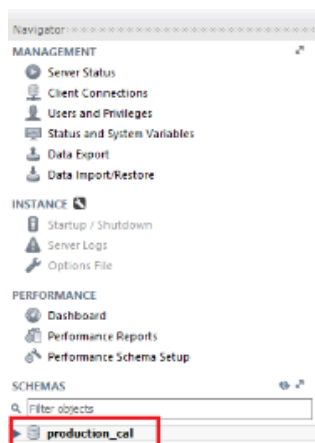 Navigator
MANAGEMENT
Server Status
Client Connections
Users and Privileges
Status and System Variables
Data Export
Data Import/Restore
INSTANCE
Startup / Shutdown
Server Logs
Options File
PERFORMANCE
Dashboard
Performance Reports
Performance Schema Setup
SCHEMAS
Filter objects
production_cal